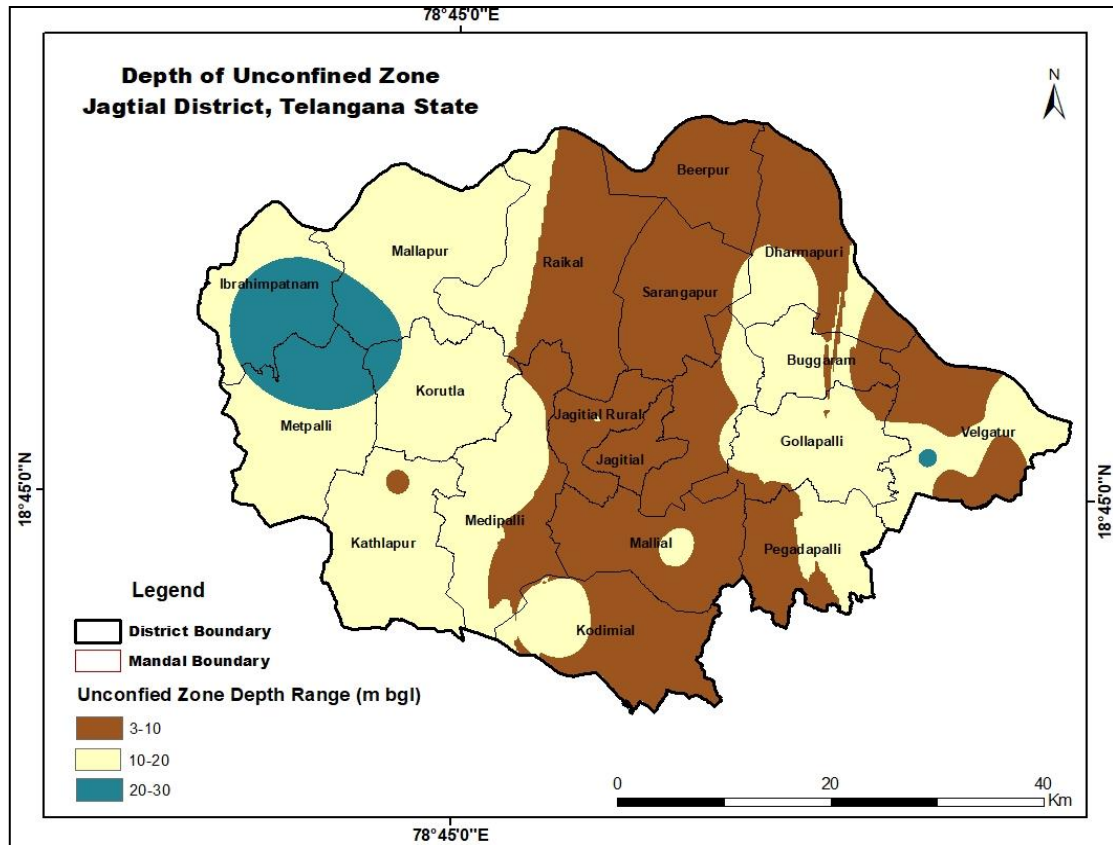 78°45'0"E
Depth of Unconfined Zone
Jagtial District, Telangana State
N
Beerpur
Mallapur
Dharmapuri
Raikal
Ibrahimpatnam
Sarangapur
Buggaram
Korutla
Jagitial Rural
Metpalli
Velgatur
Gollapalli
Jagitial
18°45'0"N
18°45'0"N
Medipalli
Kathlapur
Mallial
Pegadapalli
Kodimial
Legend
District Boundary
Mandal Boundary
Unconfied Zone Depth Range (m bgl)
3-10
10-20
20-30
0 20 40
Km
78°45'0"E